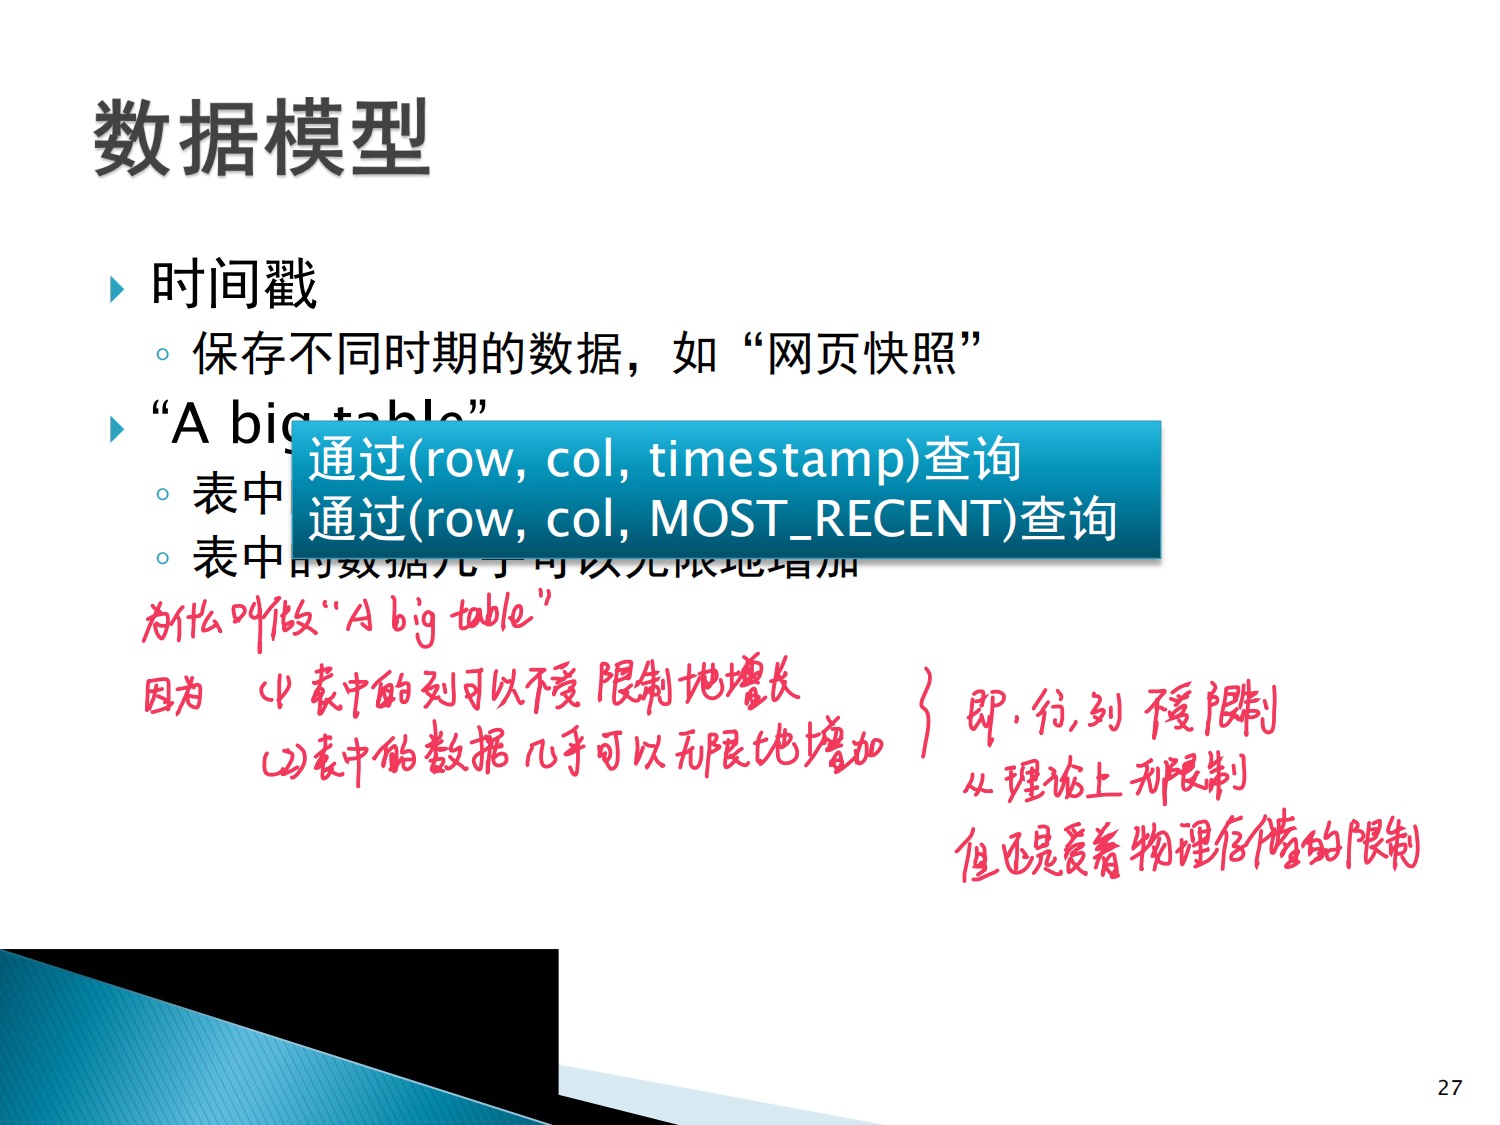 数据模型
时间戳
保存不同时期的数据，如“网页快照”
“A big table”
通过(row, col, timestamp)查询
表中
通过(row, col, MOST_RECENT)查询
表中的数据几乎可以无限地增加
为什么叫做“A big table”
因为 (1) 表中的列可以不受限制地增长
(2) 表中的数据几乎可以无限地增加
即，行,列 不受限制
从理论上无限制
但还是受着物理存储的限制
27